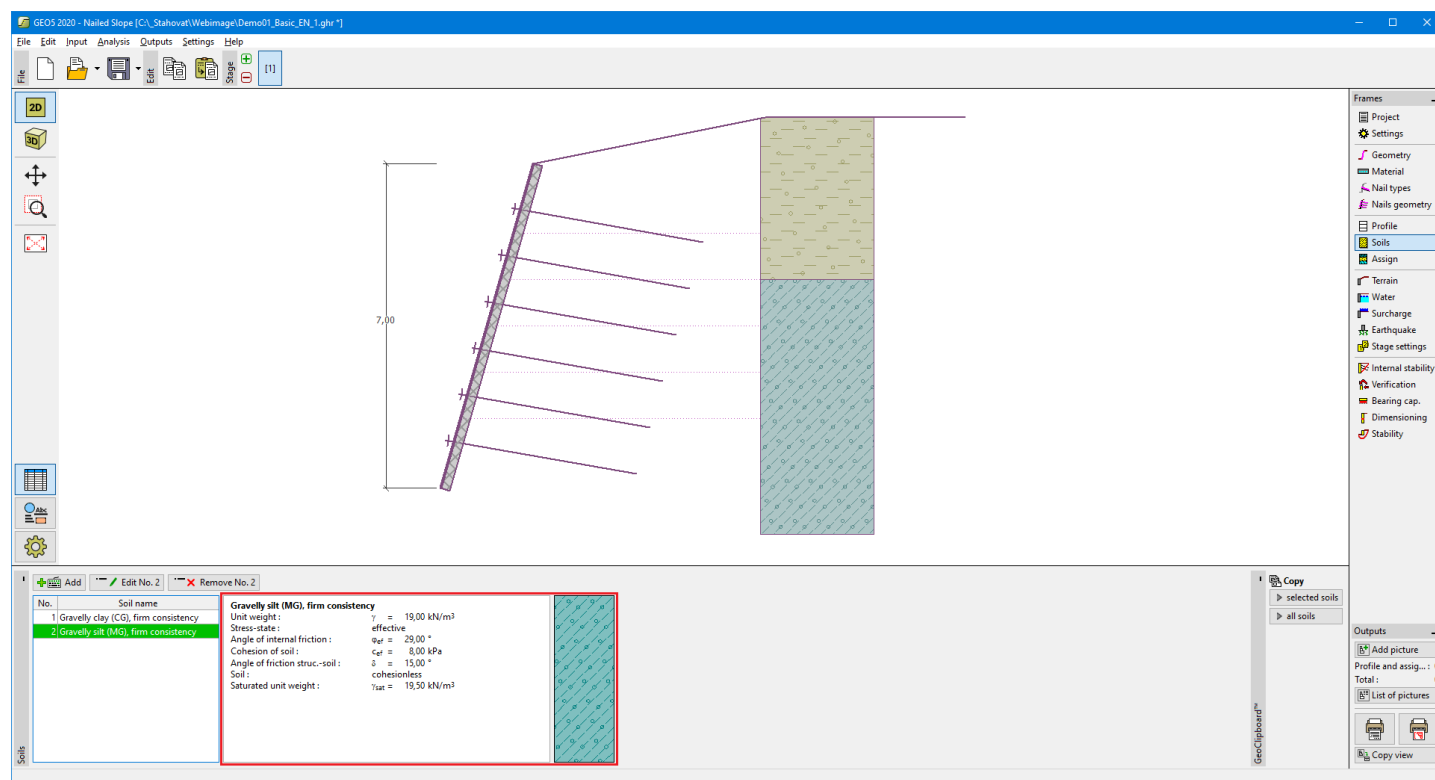 GEO5 2020 - Nailed Slope [C:\_Stahovat\Webimage\Demo01_Basic_EN_1.ghr *]
File Edit Input Analysis Outputs Settings Help
File
Edit
Stage
[1]
2D
3D
Abc
7,00
Frames
Project
Settings
Geometry
Material
Nail types
Nails geometry
Profile
Soils
Assign
Terrain
Water
Surcharge
Earthquake
Stage settings
Internal stability
Verification
Bearing cap.
Dimensioning
Stability
Outputs
Add picture
Profile and assig... :
Total :
List of pictures
Copy view
Soils
Add Edit No. 2 Remove No. 2
No. Soil name
1 Gravelly clay (CG), firm consistency
2 Gravelly silt (MG), firm consistency
Gravelly silt (MG), firm consistency
Unit weight : γ = 19,00 kN/m³
Stress-state : effective
Angle of internal friction : φef = 29,00 °
Cohesion of soil : cef = 8,00 kPa
Angle of friction struc.-soil : δ = 15,00 °
Soil : cohesionless
Saturated unit weight : γsat = 19,50 kN/m³
GeoClipboard™
Copy
selected soils
all soils